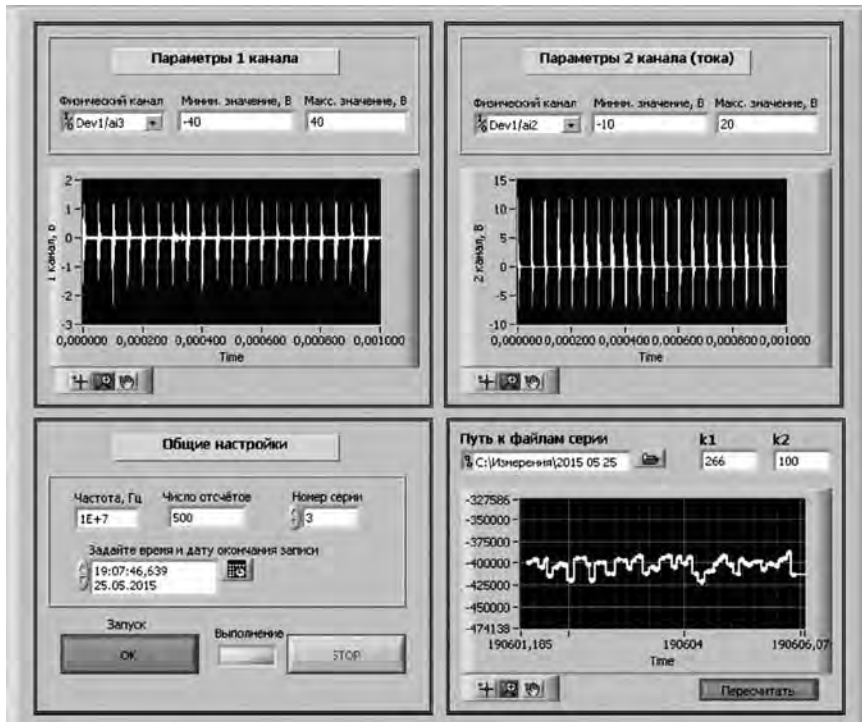 Параметры 1 канала
Физический канал Миним. значение, В Макс. значение, В
Dev1/ai3 -40 40
2
1
0
-1
-2
-3
1 канал, В
0,000000 0,000200 0,000400 0,000600 0,000800 0,001000
Time
Параметры 2 канала (тока)
Физический канал Миним. значение, В Макс. значение, В
Dev1/ai2 -10 20
15
10
5
0
-5
-10
2 канал, В
0,000000 0,000200 0,000400 0,000600 0,000800 0,001000
Time
Общие настройки
Частота, Гц Число отсчётов Номер серии
1E+7 500 3
Задайте время и дату окончания записи
19:07:46,639
25.05.2015
Запуск Выполнение
OK STOP
Путь к файлам серии k1 k2
C:\Измерения\2015 05 25 266 100
-327586
-350000
-375000
-400000
-425000
-450000
-474138
190601,185 190604 190606,07
Time
Пересчитать